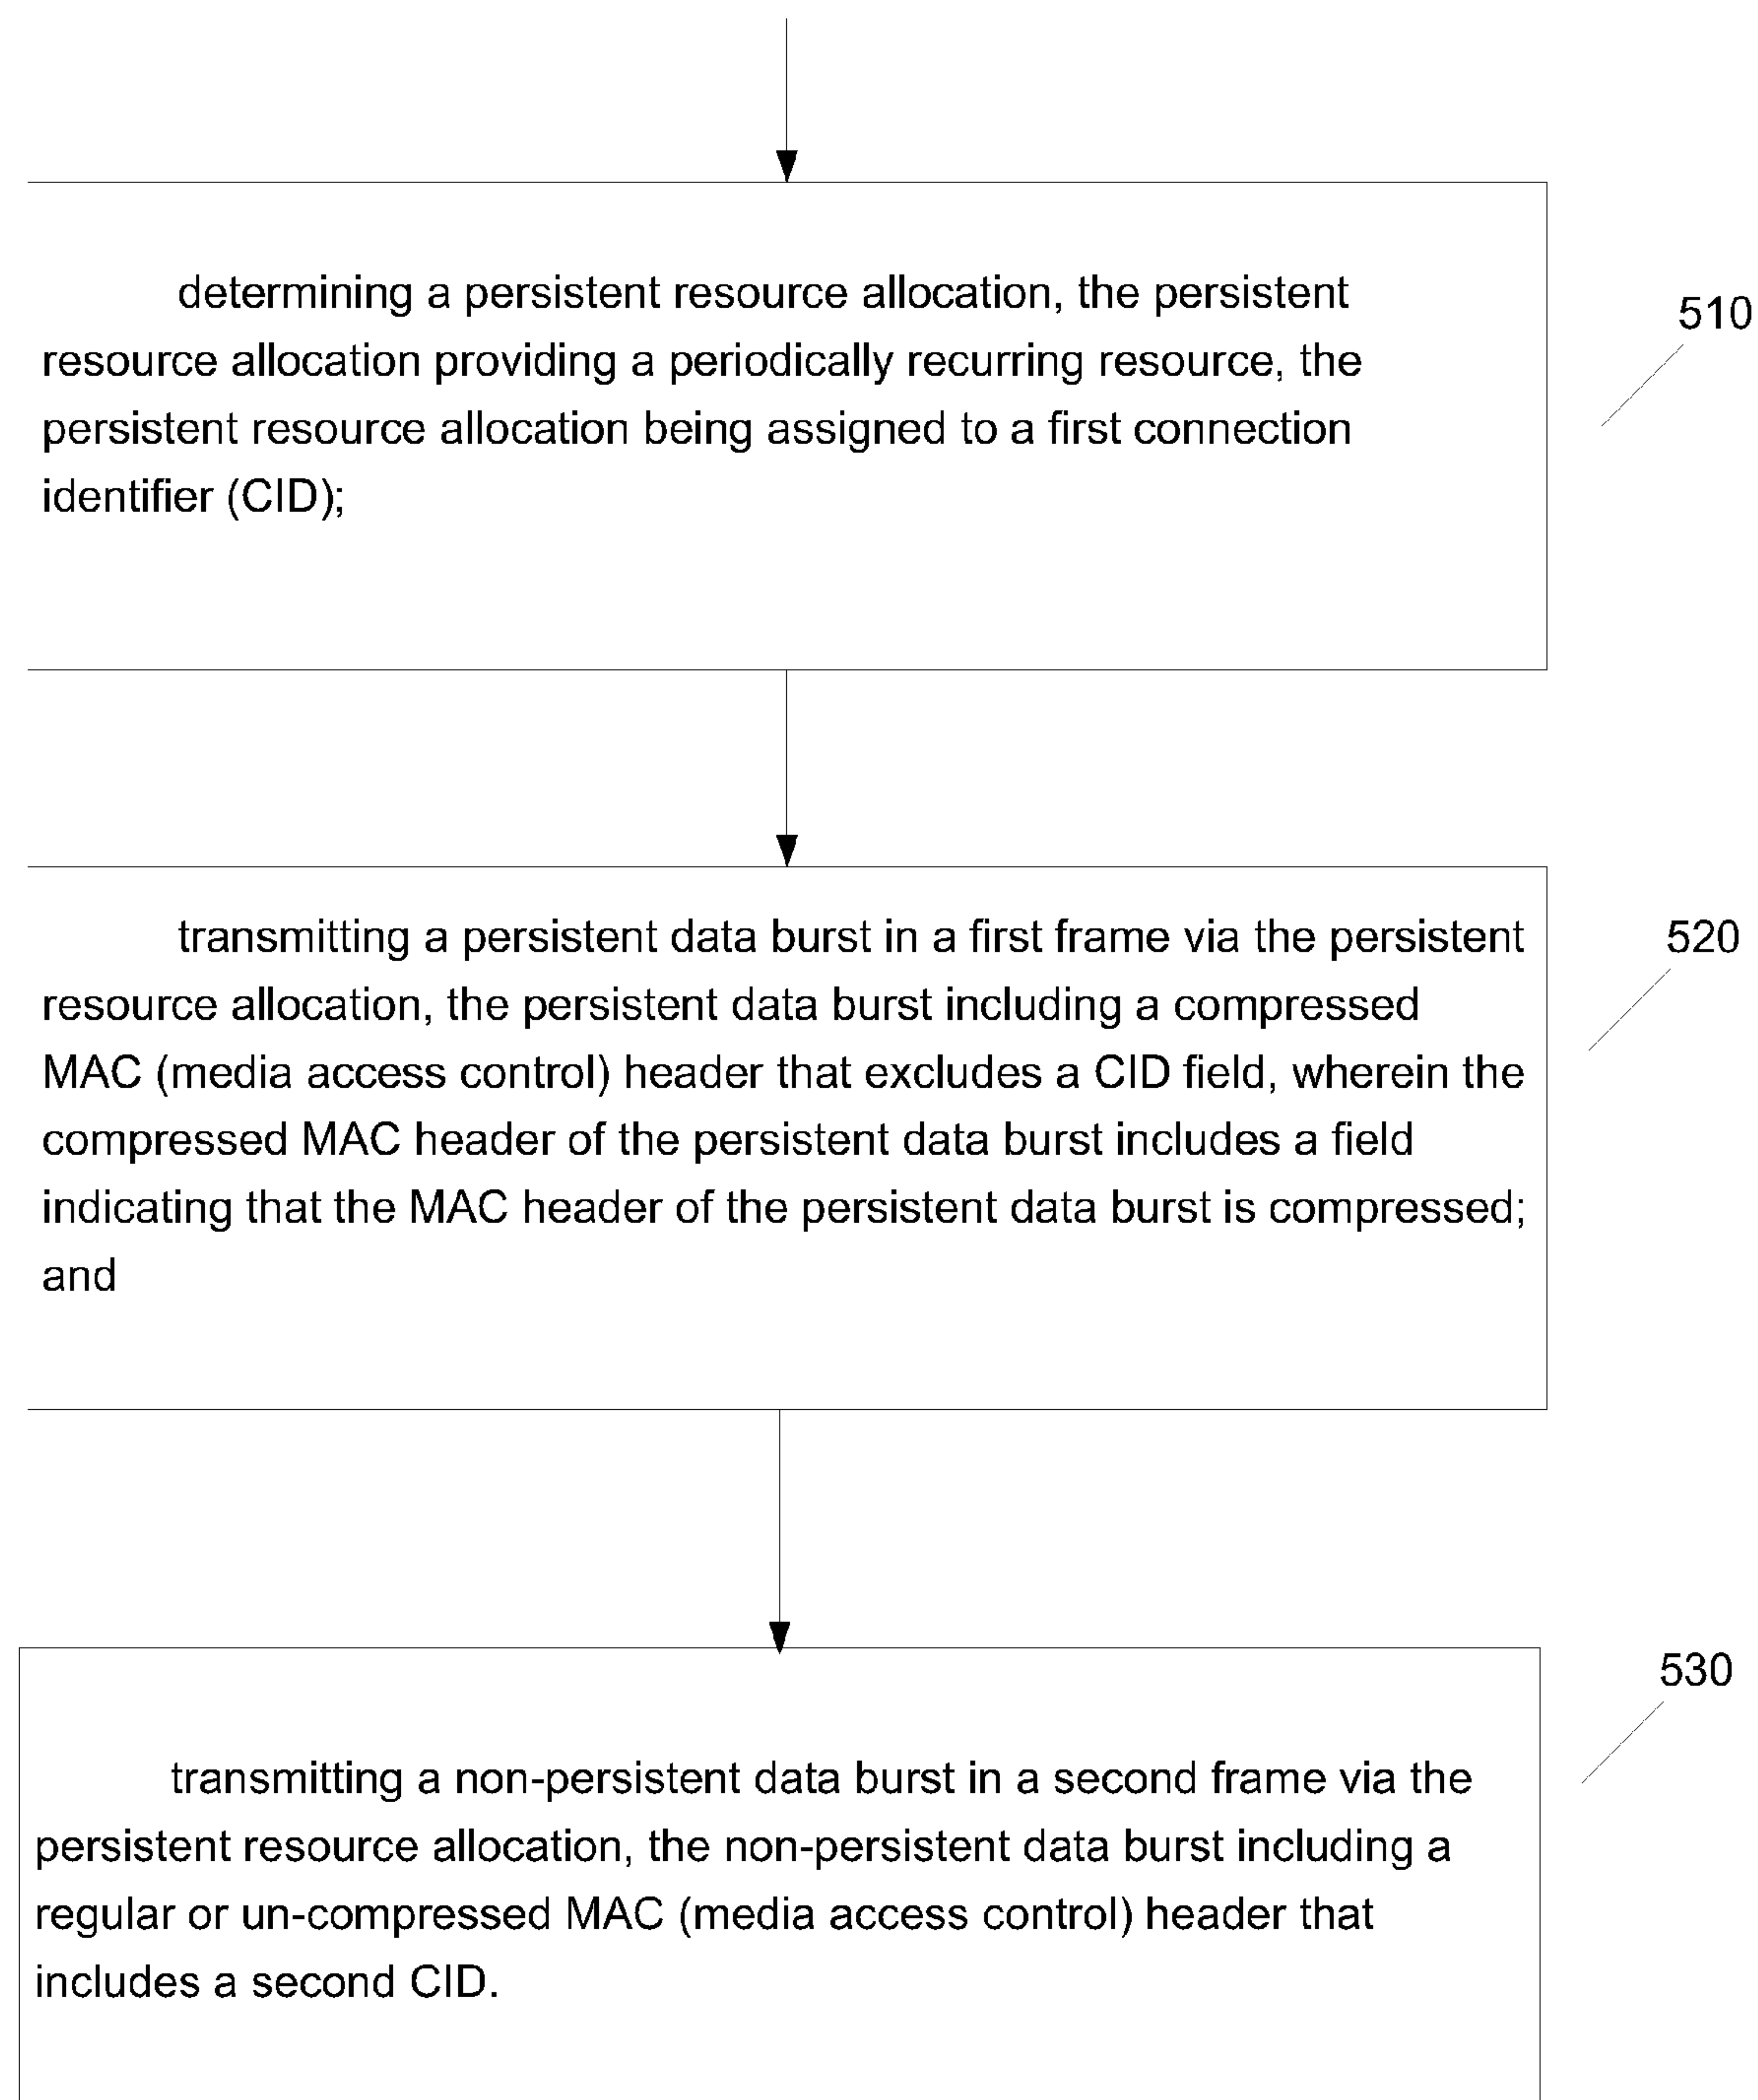 determining a persistent resource allocation, the persistent
resource allocation providing a periodically recurring resource, the
persistent resource allocation being assigned to a first connection
identifier (CID);
510
transmitting a persistent data burst in a first frame via the persistent
resource allocation, the persistent data burst including a compressed
MAC (media access control) header that excludes a CID field, wherein the
compressed MAC header of the persistent data burst includes a field
indicating that the MAC header of the persistent data burst is compressed;
and
520
transmitting a non-persistent data burst in a second frame via the
persistent resource allocation, the non-persistent data burst including a
regular or un-compressed MAC (media access control) header that
includes a second CID.
530